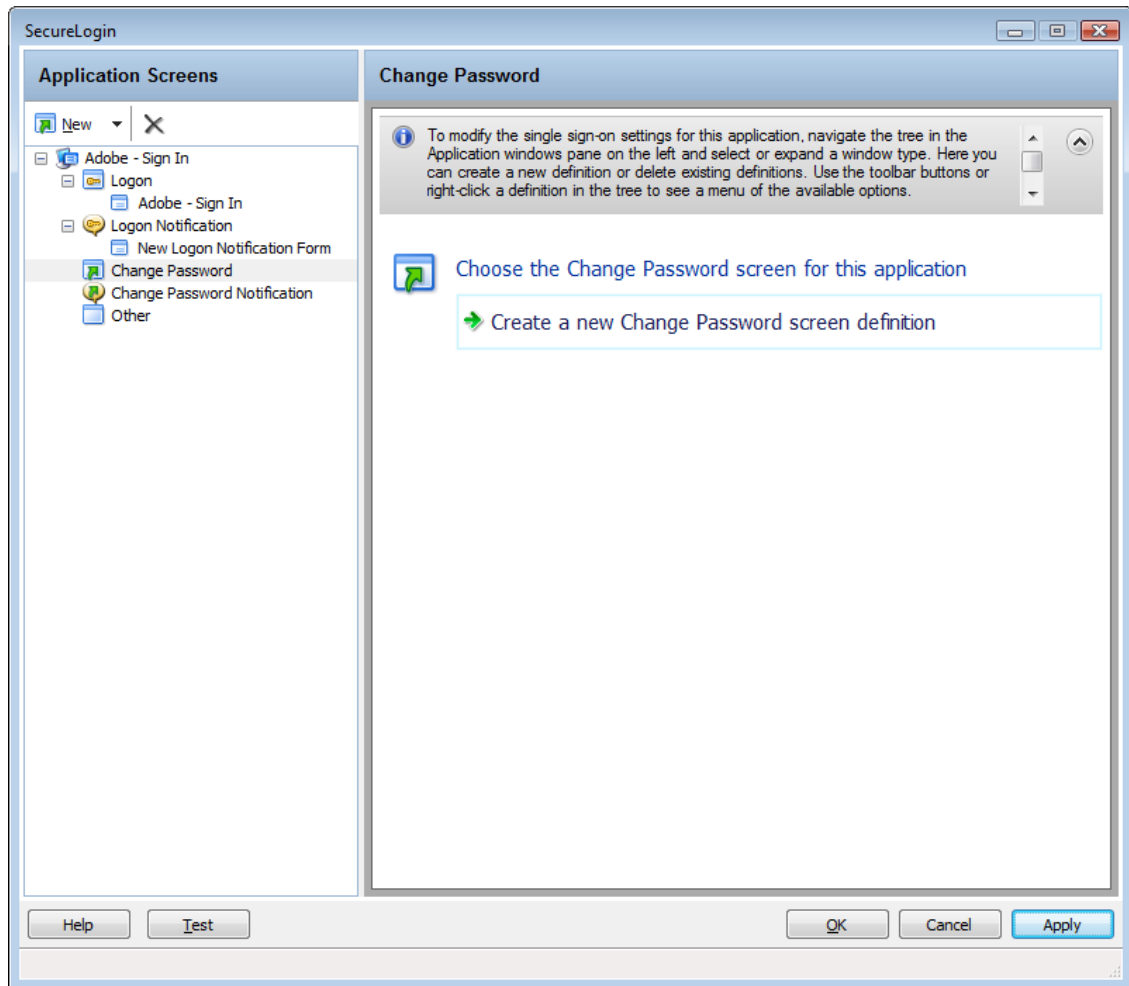 SecureLogin
Application Screens
New
Adobe - Sign In
Logon
Adobe - Sign In
Logon Notification
New Logon Notification Form
Change Password
Change Password Notification
Other
Change Password
To modify the single sign-on settings for this application, navigate the tree in the
Application windows pane on the left and select or expand a window type. Here you
can create a new definition or delete existing definitions. Use the toolbar buttons or
right-click a definition in the tree to see a menu of the available options.
Choose the Change Password screen for this application
Create a new Change Password screen definition
Help
Test
OK
Cancel
Apply